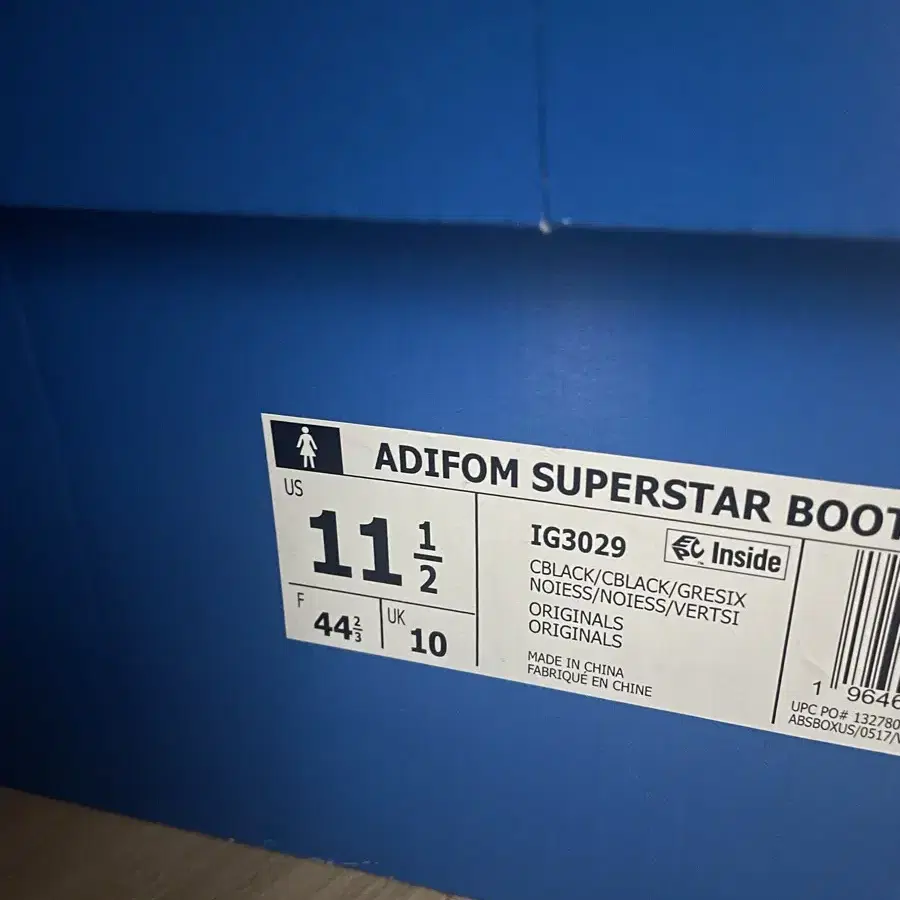 ADIFOM SUPERSTAR BOOT
US
11 1/2
F
44 2/3
UK
10
IG3029
Inside
CBLACK/CBLACK/GRESIX
NOIESS/NOIESS/VERTSI
ORIGINALS
ORIGINALS
MADE IN CHINA
FABRIQUÉ EN CHINE
1 9646
UPC PO# 132780
ABSBOXUS/0517/